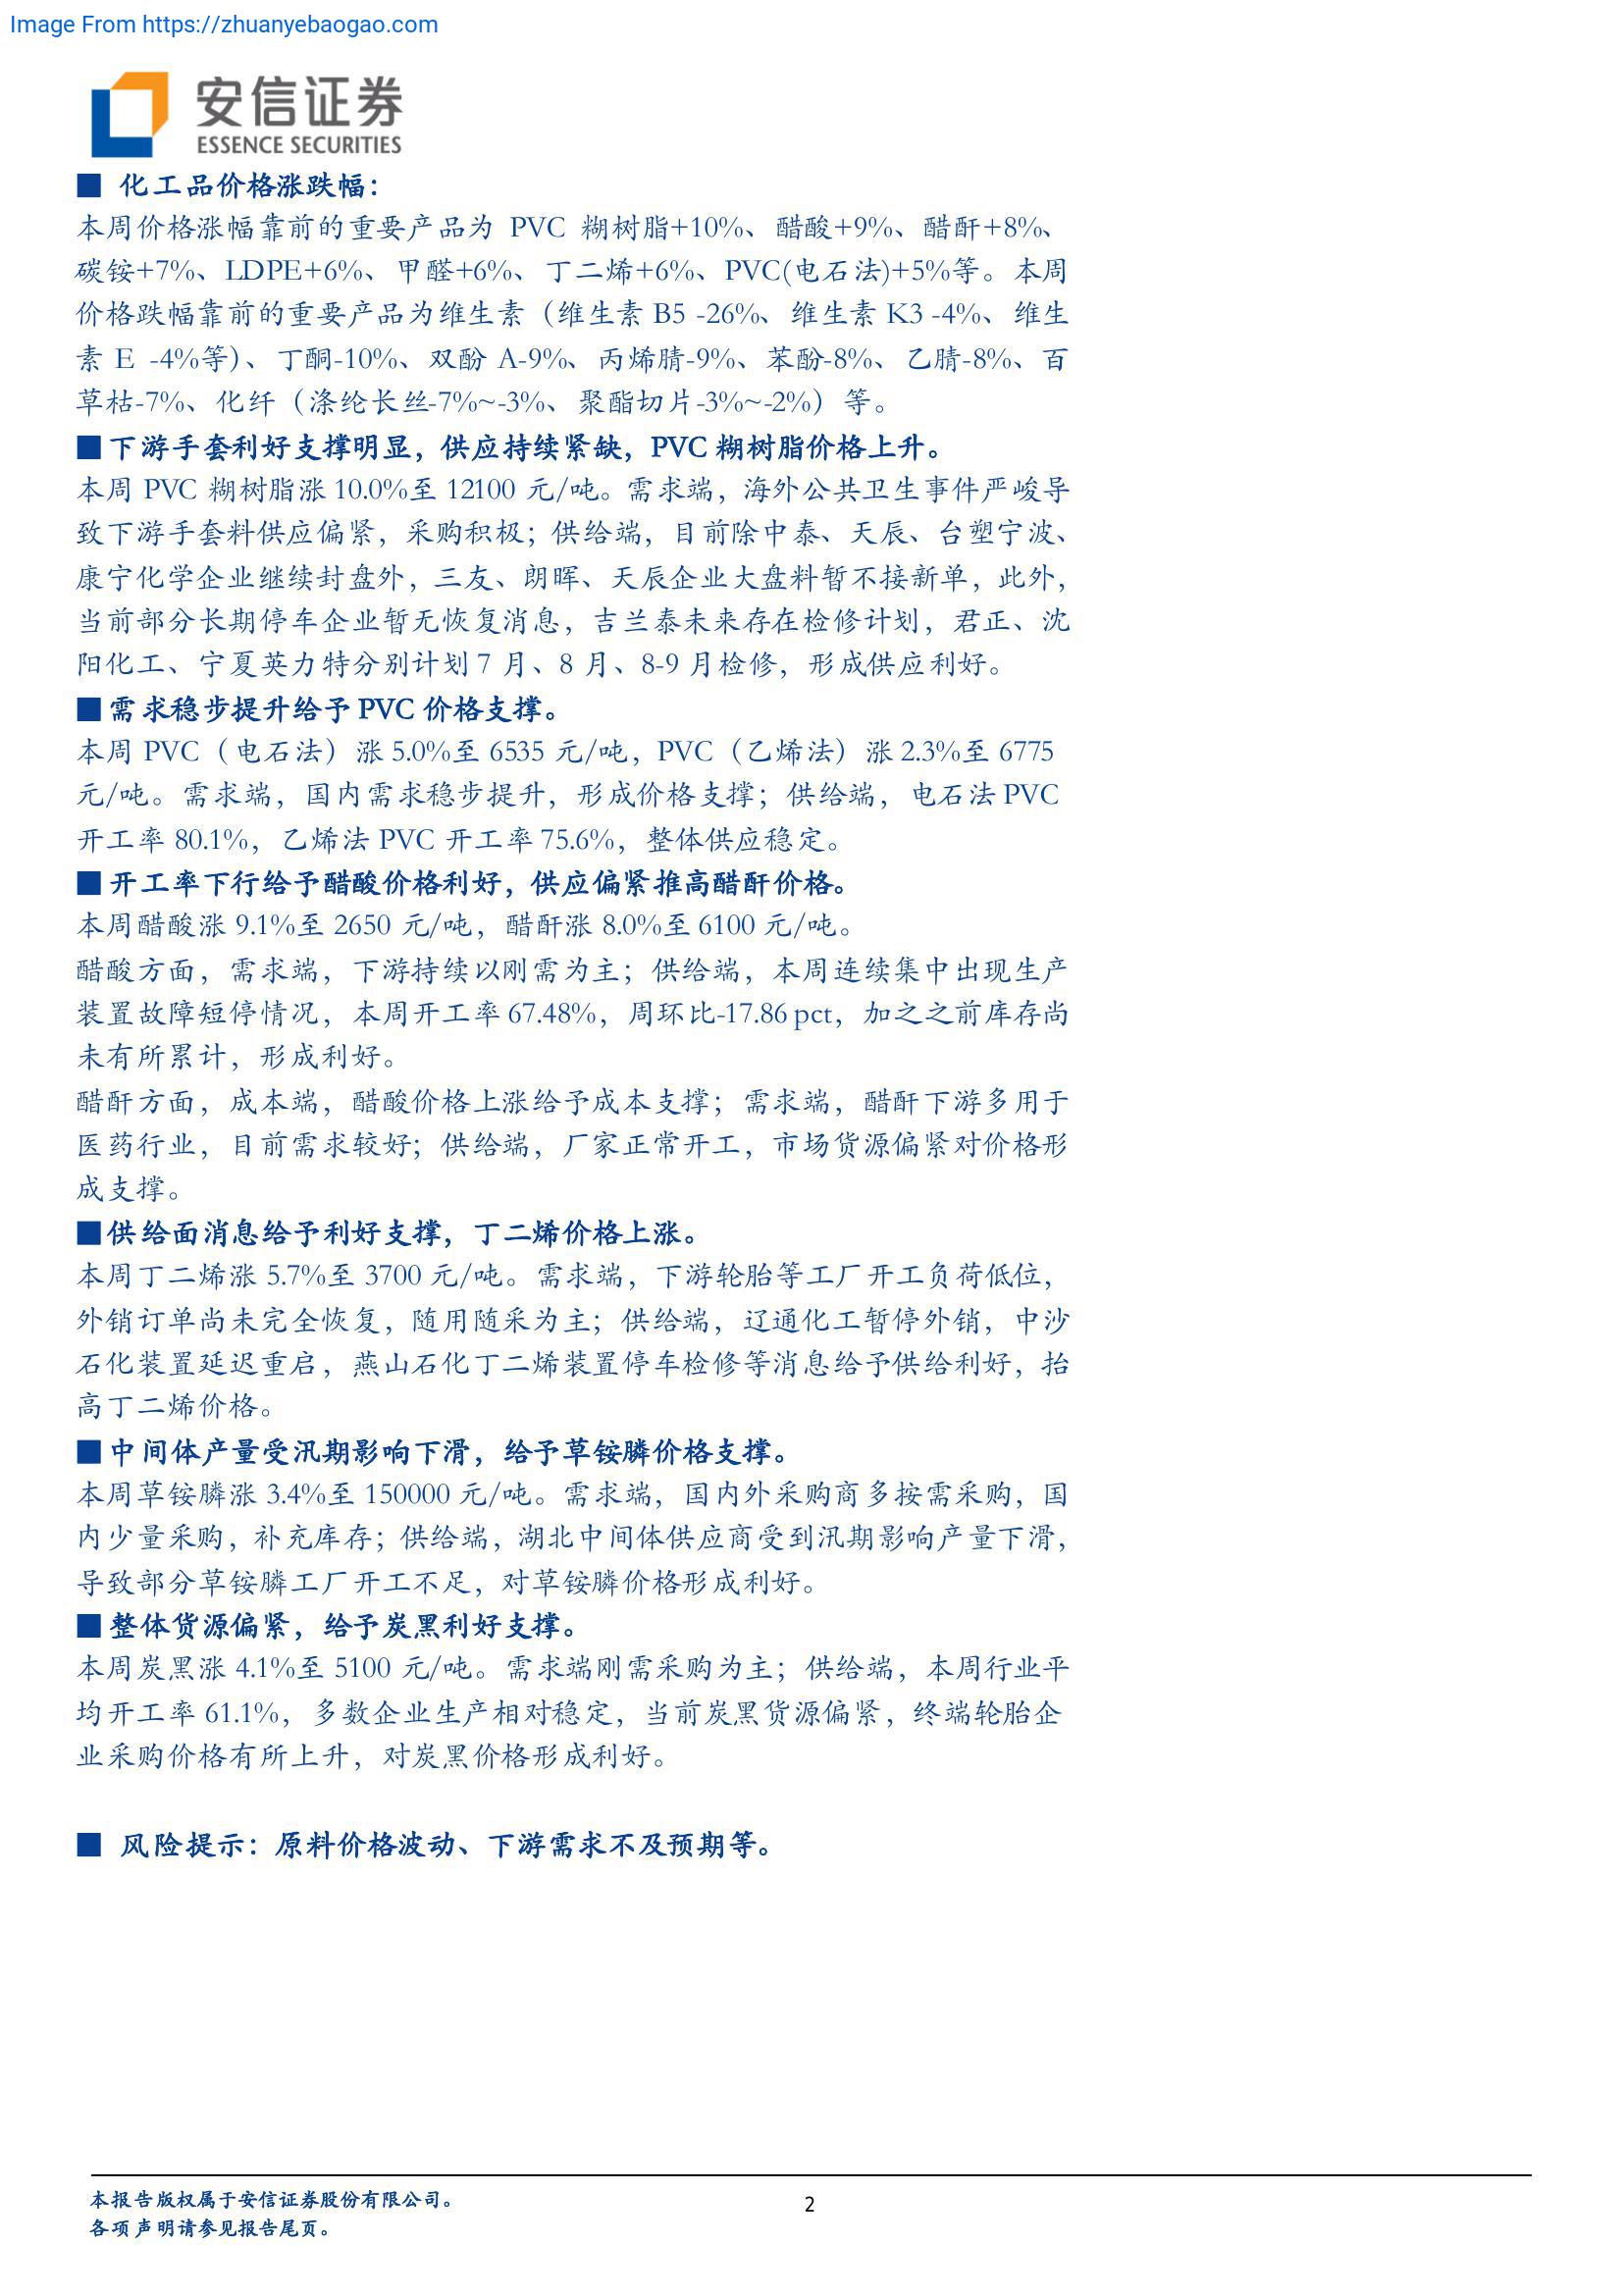 Image From https://zhuanyebaogao.com
安信证券
ESSENCE SECURITIES
■ 化工品价格涨跌幅：
本周价格涨幅靠前的重要产品为 PVC 糊树脂+10%、醋酸+9%、醋酐+8%、
碳铵+7%、LDPE+6%、甲醛+6%、丁二烯+6%、PVC(电石法)+5%等。本周
价格跌幅靠前的重要产品为维生素（维生素 B5 -26%、维生素 K3 -4%、维生
素 E -4%等）、丁酮-10%、双酚 A-9%、丙烯腈-9%、苯酚-8%、乙腈-8%、百
草枯-7%、化纤（涤纶长丝-7%~-3%、聚酯切片-3%~-2%）等。
■下游手套利好支撑明显，供应持续紧缺，PVC 糊树脂价格上升。
本周 PVC 糊树脂涨 10.0%至 12100 元/吨。需求端，海外公共卫生事件严峻导
致下游手套料供应偏紧，采购积极；供给端，目前除中泰、天辰、台塑宁波、
康宁化学企业继续封盘外，三友、朗晖、天辰企业大盘料暂不接新单，此外，
当前部分长期停车企业暂无恢复消息，吉兰泰未来存在检修计划，君正、沈
阳化工、宁夏英力特分别计划 7 月、8 月、8-9 月检修，形成供应利好。
■需求稳步提升给予 PVC 价格支撑。
本周 PVC（电石法）涨 5.0%至 6535 元/吨，PVC（乙烯法）涨 2.3%至 6775
元/吨。需求端，国内需求稳步提升，形成价格支撑；供给端，电石法 PVC
开工率 80.1%，乙烯法 PVC 开工率 75.6%，整体供应稳定。
■开工率下行给予醋酸价格利好，供应偏紧推高醋酐价格。
本周醋酸涨 9.1%至 2650 元/吨，醋酐涨 8.0%至 6100 元/吨。
醋酸方面，需求端，下游持续以刚需为主；供给端，本周连续集中出现生产
装置故障短停情况，本周开工率 67.48%，周环比-17.86 pct，加之之前库存尚
未有所累计，形成利好。
醋酐方面，成本端，醋酸价格上涨给予成本支撑；需求端，醋酐下游多用于
医药行业，目前需求较好；供给端，厂家正常开工，市场货源偏紧对价格形
成支撑。
■供给面消息给予利好支撑，丁二烯价格上涨。
本周丁二烯涨 5.7%至 3700 元/吨。需求端，下游轮胎等工厂开工负荷低位，
外销订单尚未完全恢复，随用随采为主；供给端，辽通化工暂停外销，中沙
石化装置延迟重启，燕山石化丁二烯装置停车检修等消息给予供给利好，抬
高丁二烯价格。
■中间体产量受汛期影响下滑，给予草铵膦价格支撑。
本周草铵膦涨 3.4%至 150000 元/吨。需求端，国内外采购商多按需采购，国
内少量采购，补充库存；供给端，湖北中间体供应商受到汛期影响产量下滑，
导致部分草铵膦工厂开工不足，对草铵膦价格形成利好。
■整体货源偏紧，给予炭黑利好支撑。
本周炭黑涨 4.1%至 5100 元/吨。需求端刚需采购为主；供给端，本周行业平
均开工率 61.1%，多数企业生产相对稳定，当前炭黑货源偏紧，终端轮胎企
业采购价格有所上升，对炭黑价格形成利好。
■ 风险提示：原料价格波动、下游需求不及预期等。
本报告版权属于安信证券股份有限公司。
2
各项声明请参见报告尾页。